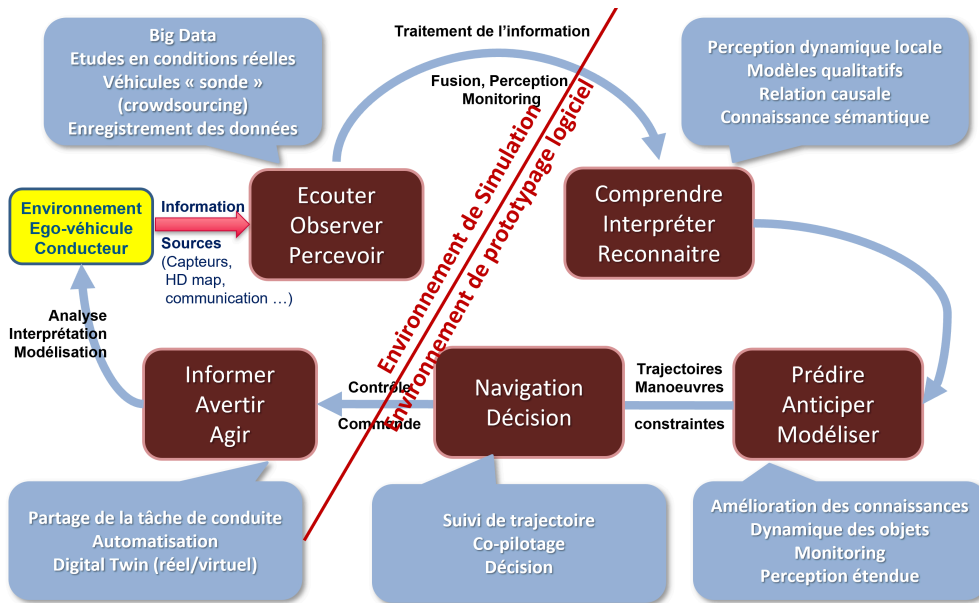 Big Data
Etudes en conditions réelles
Véhicules « sonde »
(crowdsourcing)
Enregistrement des données
Traitement de l’information
Fusion, Perception
Monitoring
Perception dynamique locale
Modèles qualitatifs
Relation causale
Connaissance sémantique
Environnement
Ego-véhicule
Conducteur
Information
Sources
(Capteurs,
HD map,
communication …)
Ecouter
Observer
Percevoir
Environnement de Simulation
Environnement de prototypage logiciel
Comprendre
Interpréter
Reconnaitre
Analyse
Interprétation
Modélisation
Informer
Avertir
Agir
Contrôle
Commande
Navigation
Décision
Trajectoires
Manoeuvres
constraintes
Prédire
Anticiper
Modéliser
Partage de la tâche de conduite
Automatisation
Digital Twin (réel/virtuel)
Suivi de trajectoire
Co-pilotage
Décision
Amélioration des connaissances
Dynamique des objets
Monitoring
Perception étendue